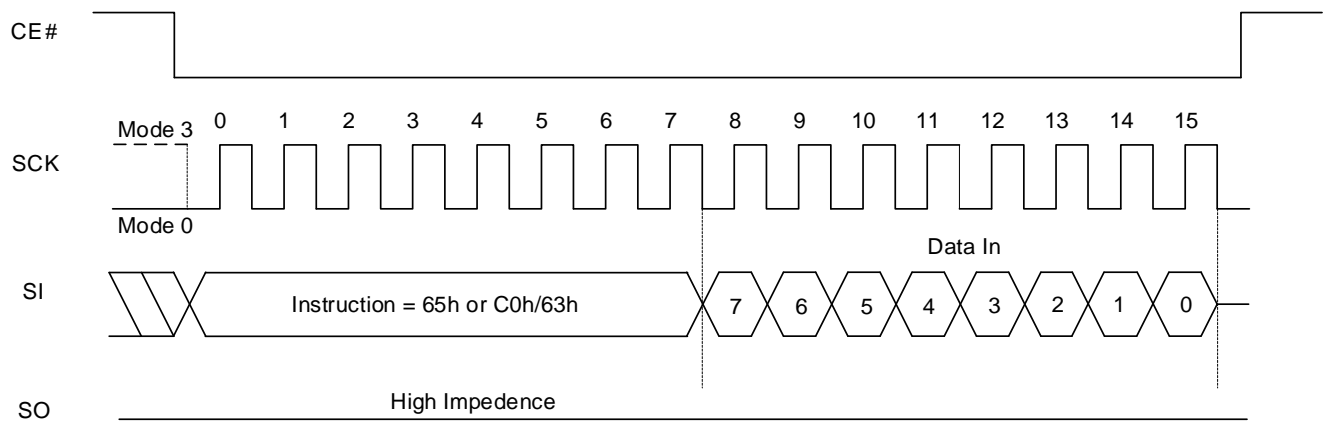 CE#
0 1 2 3 4 5 6 7 8 9 10 11 12 13 14 15
Mode 3
SCK
Mode 0
Data In
SI
Instruction = 65h or C0h/63h 7 6 5 4 3 2 1 0
High Impedence
SO